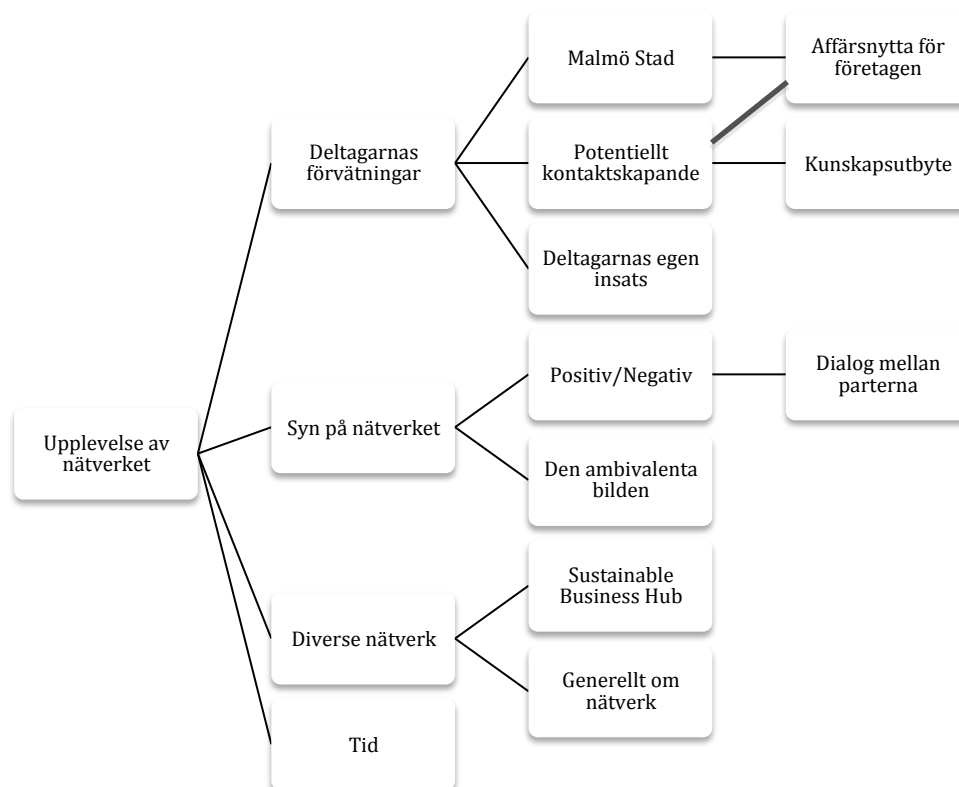 Upplevelse av
nätverket
Deltagarnas
förvätningar
Malmö Stad
Affärsnytta för
företagen
Potentiellt
kontaktskapande
Kunskapsutbyte
Deltagarnas egen
insats
Syn på nätverket
Positiv/Negativ
Dialog mellan
parterna
Den ambivalenta
bilden
Diverse nätverk
Sustainable
Business Hub
Generellt om
nätverk
Tid